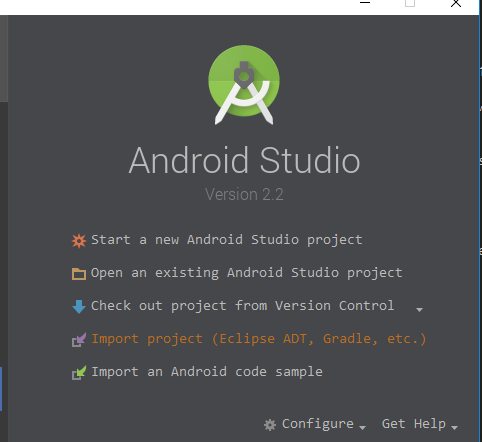 Android Studio
Version 2.2
Start a new Android Studio project
Open an existing Android Studio project
Check out project from Version Control
Import project (Eclipse ADT, Gradle, etc.)
Import an Android code sample
Configure Get Help